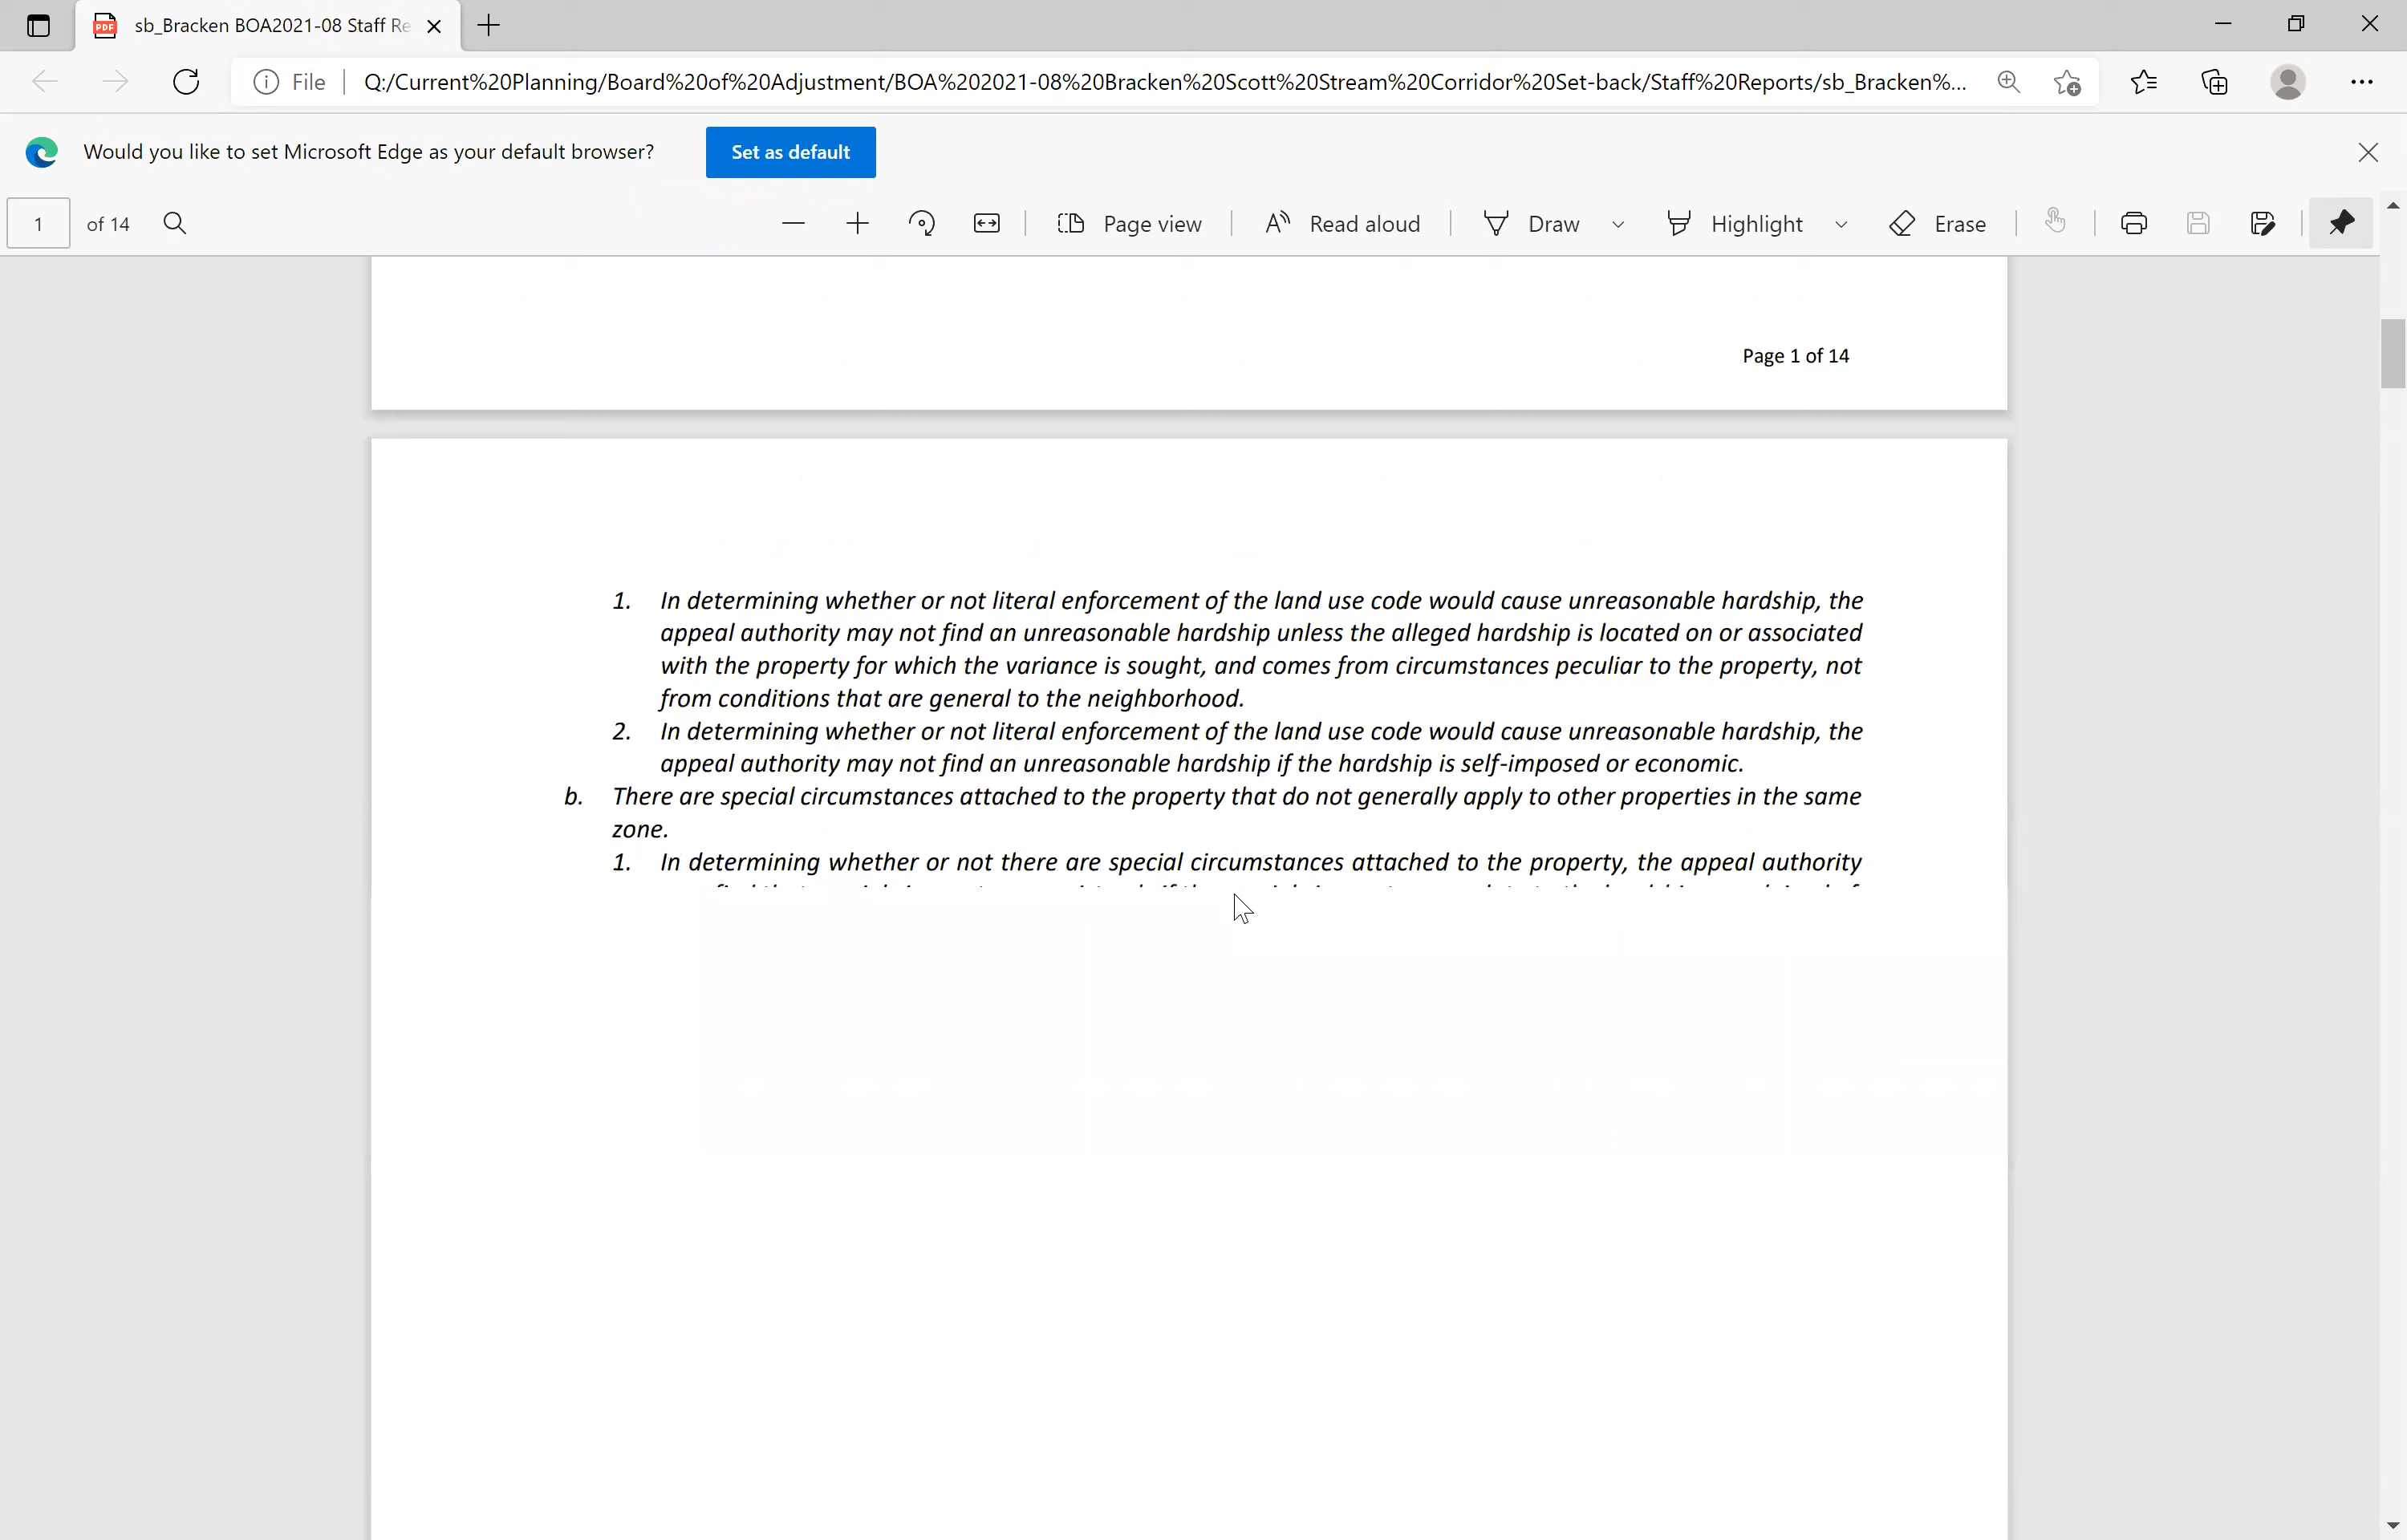 sb_Bracken BOA2021-08 Staff Re
File
Q:/Current%20Planning/Board%20of%20Adjustment/BOA%202021-08%20Bracken%20Scott%20Stream%20Corridor%20Set-back/Staff%20Reports/sb_Bracken%...
Would you like to set Microsoft Edge as your default browser?
Set as default
1 of 14
Page view
Read aloud
Draw
Highlight
Erase
Page 1 of 14
1. In determining whether or not literal enforcement of the land use code would cause unreasonable hardship, the
appeal authority may not find an unreasonable hardship unless the alleged hardship is located on or associated
with the property for which the variance is sought, and comes from circumstances peculiar to the property, not
from conditions that are general to the neighborhood.
2. In determining whether or not literal enforcement of the land use code would cause unreasonable hardship, the
appeal authority may not find an unreasonable hardship if the hardship is self-imposed or economic.
b. There are special circumstances attached to the property that do not generally apply to other properties in the same
zone.
1. In determining whether or not there are special circumstances attached to the property, the appeal authority